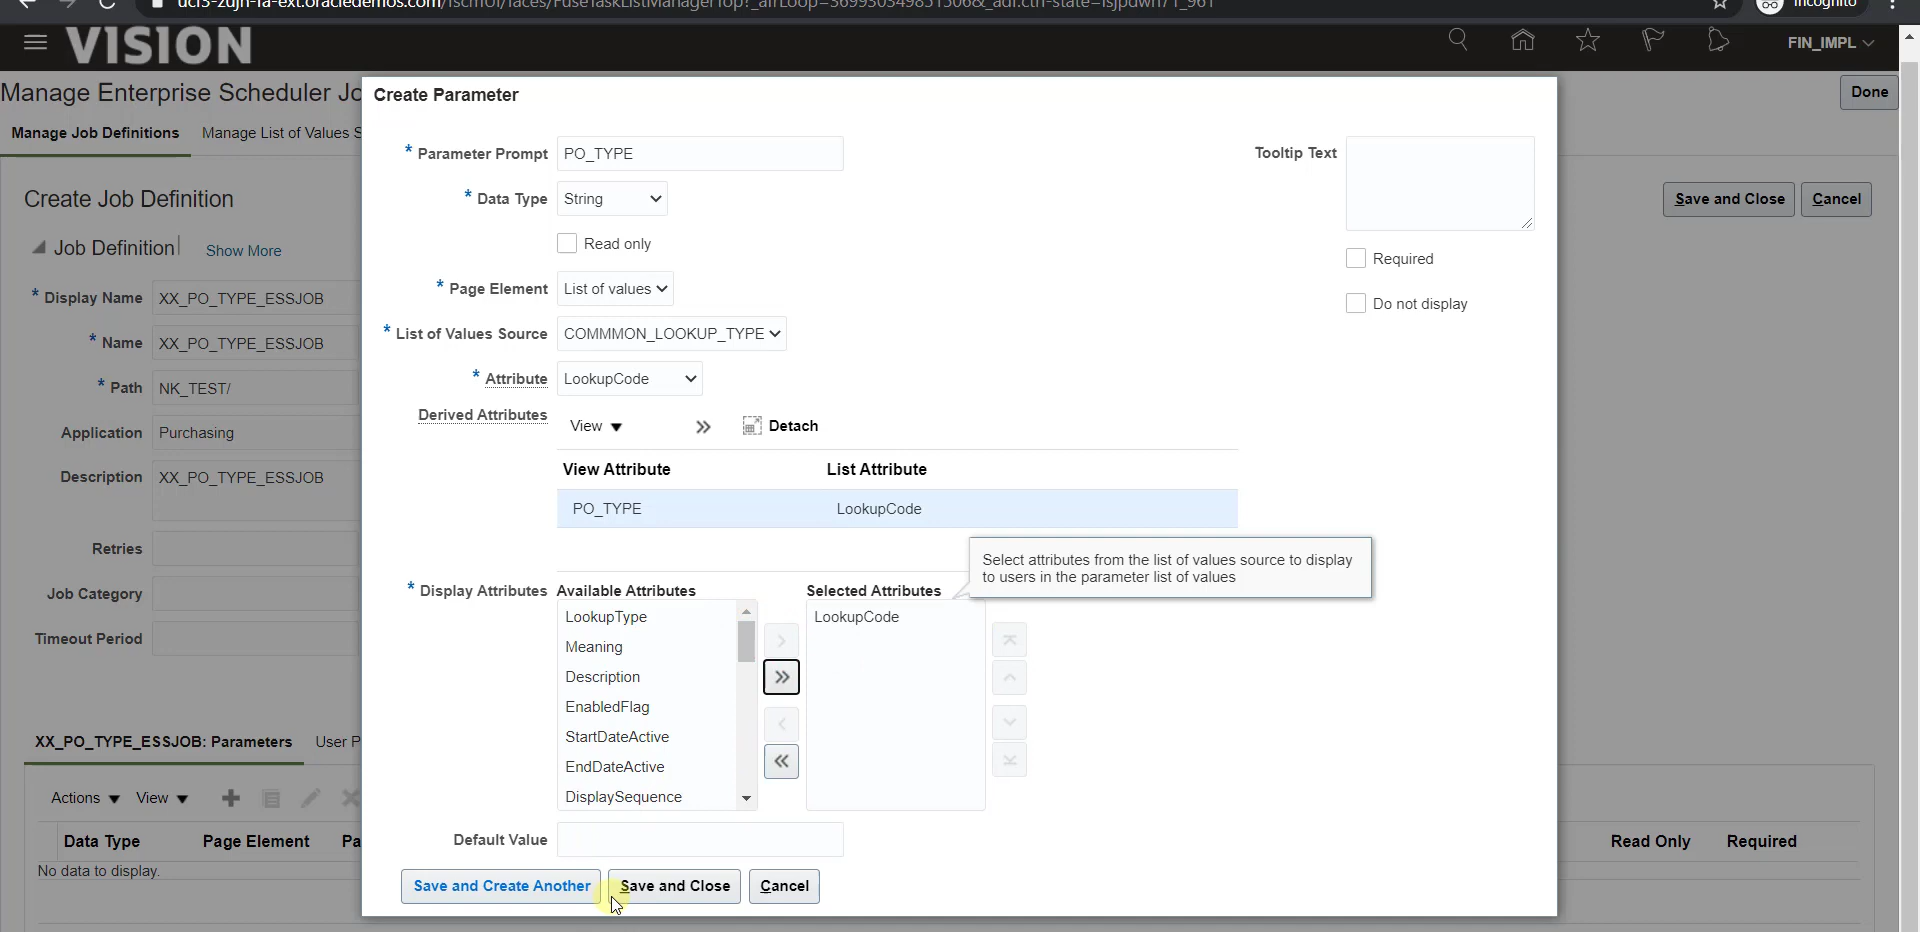 Incognito
VISION
FIN_IMPL
Manage Enterprise Scheduler Jo
Done
Manage Job Definitions
Manage List of Values S
Create Job Definition
Save and Close
Cancel
Job Definition
Show More
* Display Name
XX_PO_TYPE_ESSJOB
* Name
XX_PO_TYPE_ESSJOB
* Path
NK_TEST/
Application
Purchasing
Description
XX_PO_TYPE_ESSJOB
Retries
Job Category
Timeout Period
XX_PO_TYPE_ESSJOB: Parameters
User P
Actions
View
Data Type
Page Element
Pa
Read Only
Required
No data to display.
Create Parameter
* Parameter Prompt
PO_TYPE
Tooltip Text
* Data Type
String
Read only
Required
* Page Element
List of values
Do not display
* List of Values Source
COMMMON_LOOKUP_TYPE
* Attribute
LookupCode
Derived Attributes
View
Detach
View Attribute
List Attribute
PO_TYPE
LookupCode
Select attributes from the list of values source to display
to users in the parameter list of values
* Display Attributes
Available Attributes
Selected Attributes
LookupType
LookupCode
Meaning
Description
EnabledFlag
StartDateActive
EndDateActive
DisplaySequence
Default Value
Save and Create Another
Save and Close
Cancel